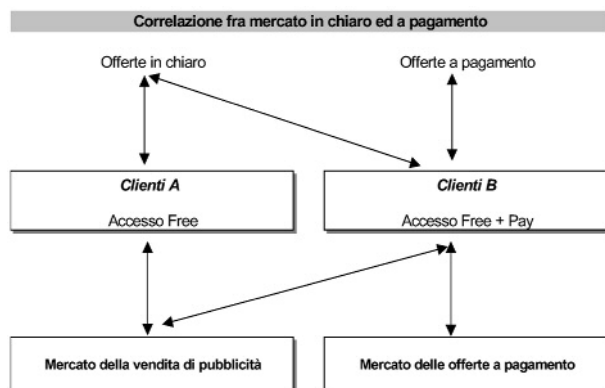 Correlazione fra mercato in chiaro ed a pagamento
Offerte in chiaro
Offerte a pagamento
Clienti A
Accesso Free
Clienti B
Accesso Free + Pay
Mercato della vendita di pubblicità
Mercato delle offerte a pagamento